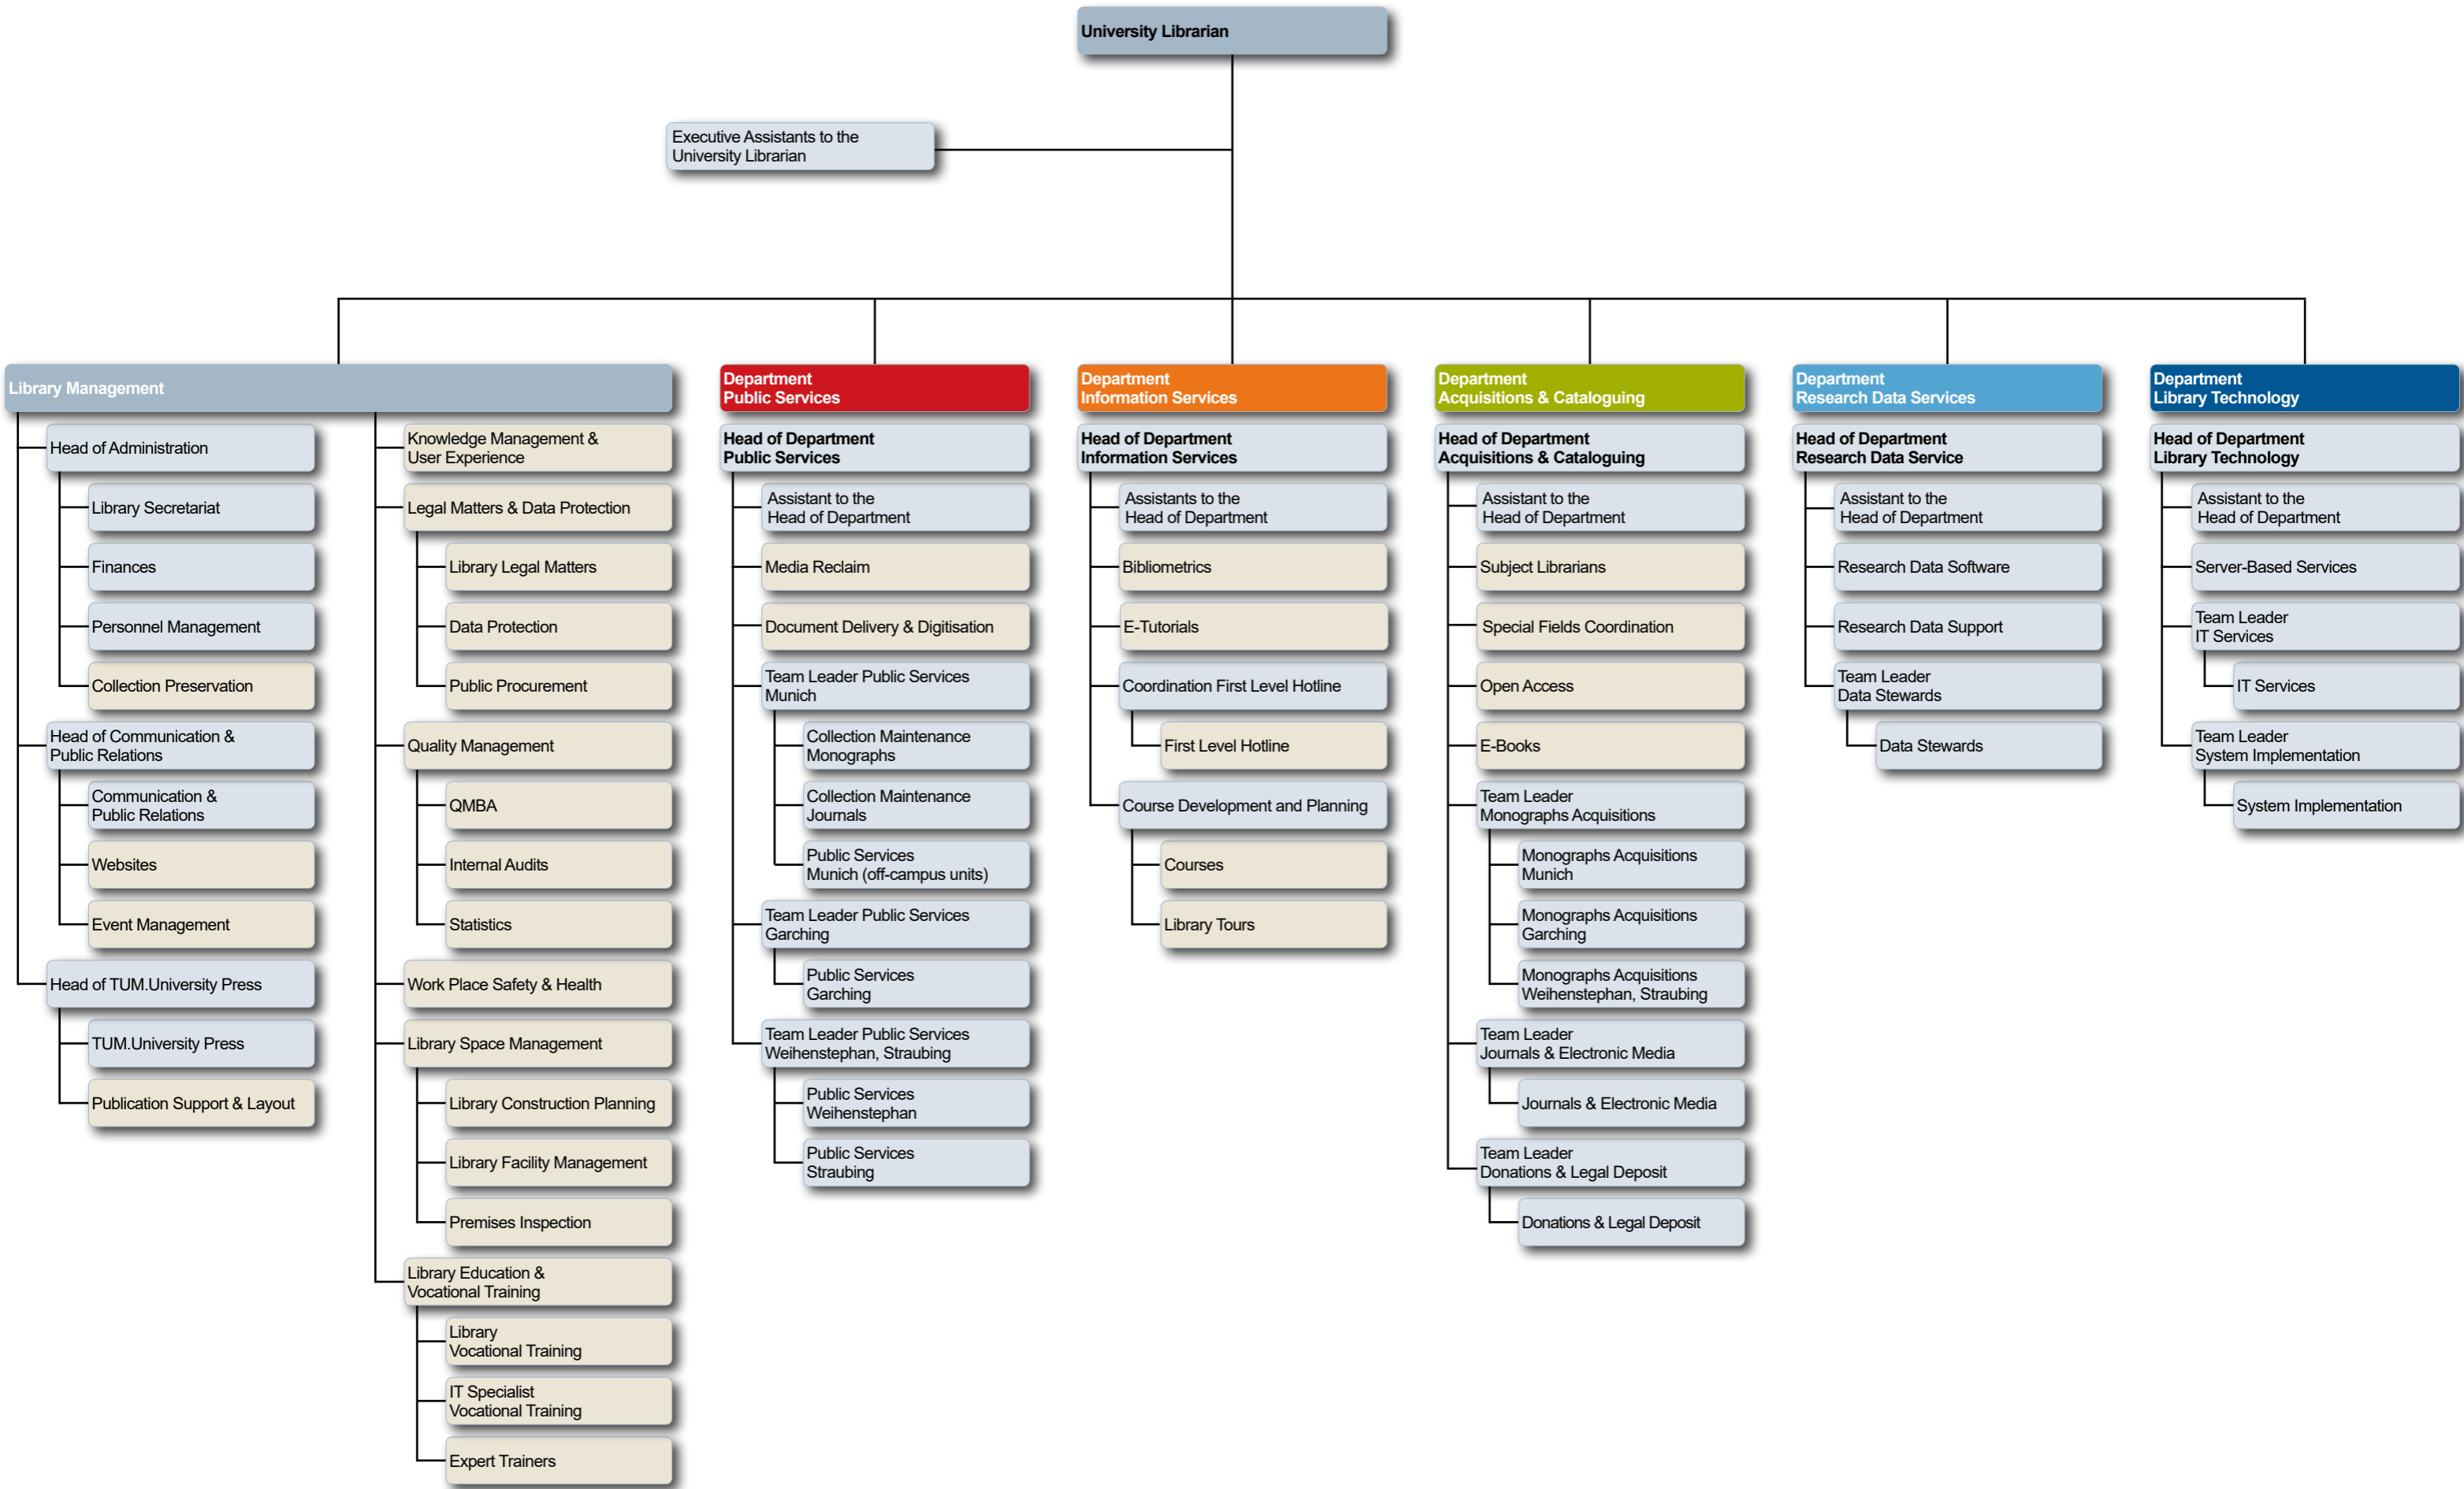 University Librarian
Executive Assistants to the
University Librarian
Library Management
Head of Administration
Library Secretariat
Finances
Personnel Management
Collection Preservation
Head of Communication &
Public Relations
Communication &
Public Relations
Websites
Event Management
Head of TUM.University Press
TUM.University Press
Publication Support & Layout
Knowledge Management &
User Experience
Legal Matters & Data Protection
Library Legal Matters
Data Protection
Public Procurement
Quality Management
QMBA
Internal Audits
Statistics
Work Place Safety & Health
Library Space Management
Library Construction Planning
Library Facility Management
Premises Inspection
Library Education &
Vocational Training
Library
Vocational Training
IT Specialist
Vocational Training
Expert Trainers
Department
Public Services
Head of Department
Public Services
Assistant to the
Head of Department
Media Reclaim
Document Delivery & Digitisation
Team Leader Public Services
Munich
Collection Maintenance
Monographs
Collection Maintenance
Journals
Public Services
Munich (off-campus units)
Team Leader Public Services
Garching
Public Services
Garching
Team Leader Public Services
Weihenstephan, Straubing
Public Services
Weihenstephan
Public Services
Straubing
Department
Information Services
Head of Department
Information Services
Assistants to the
Head of Department
Bibliometrics
E-Tutorials
Coordination First Level Hotline
First Level Hotline
Course Development and Planning
Courses
Library Tours
Department
Acquisitions & Cataloguing
Head of Department
Acquisitions & Cataloguing
Assistant to the
Head of Department
Subject Librarians
Special Fields Coordination
Open Access
E-Books
Team Leader
Monographs Acquisitions
Monographs Acquisitions
Munich
Monographs Acquisitions
Garching
Monographs Acquisitions
Weihenstephan, Straubing
Team Leader
Journals & Electronic Media
Journals & Electronic Media
Team Leader
Donations & Legal Deposit
Donations & Legal Deposit
Department
Research Data Services
Head of Department
Research Data Service
Assistant to the
Head of Department
Research Data Software
Research Data Support
Team Leader
Data Stewards
Data Stewards
Department
Library Technology
Head of Department
Library Technology
Assistant to the
Head of Department
Server-Based Services
Team Leader
IT Services
IT Services
Team Leader
System Implementation
System Implementation